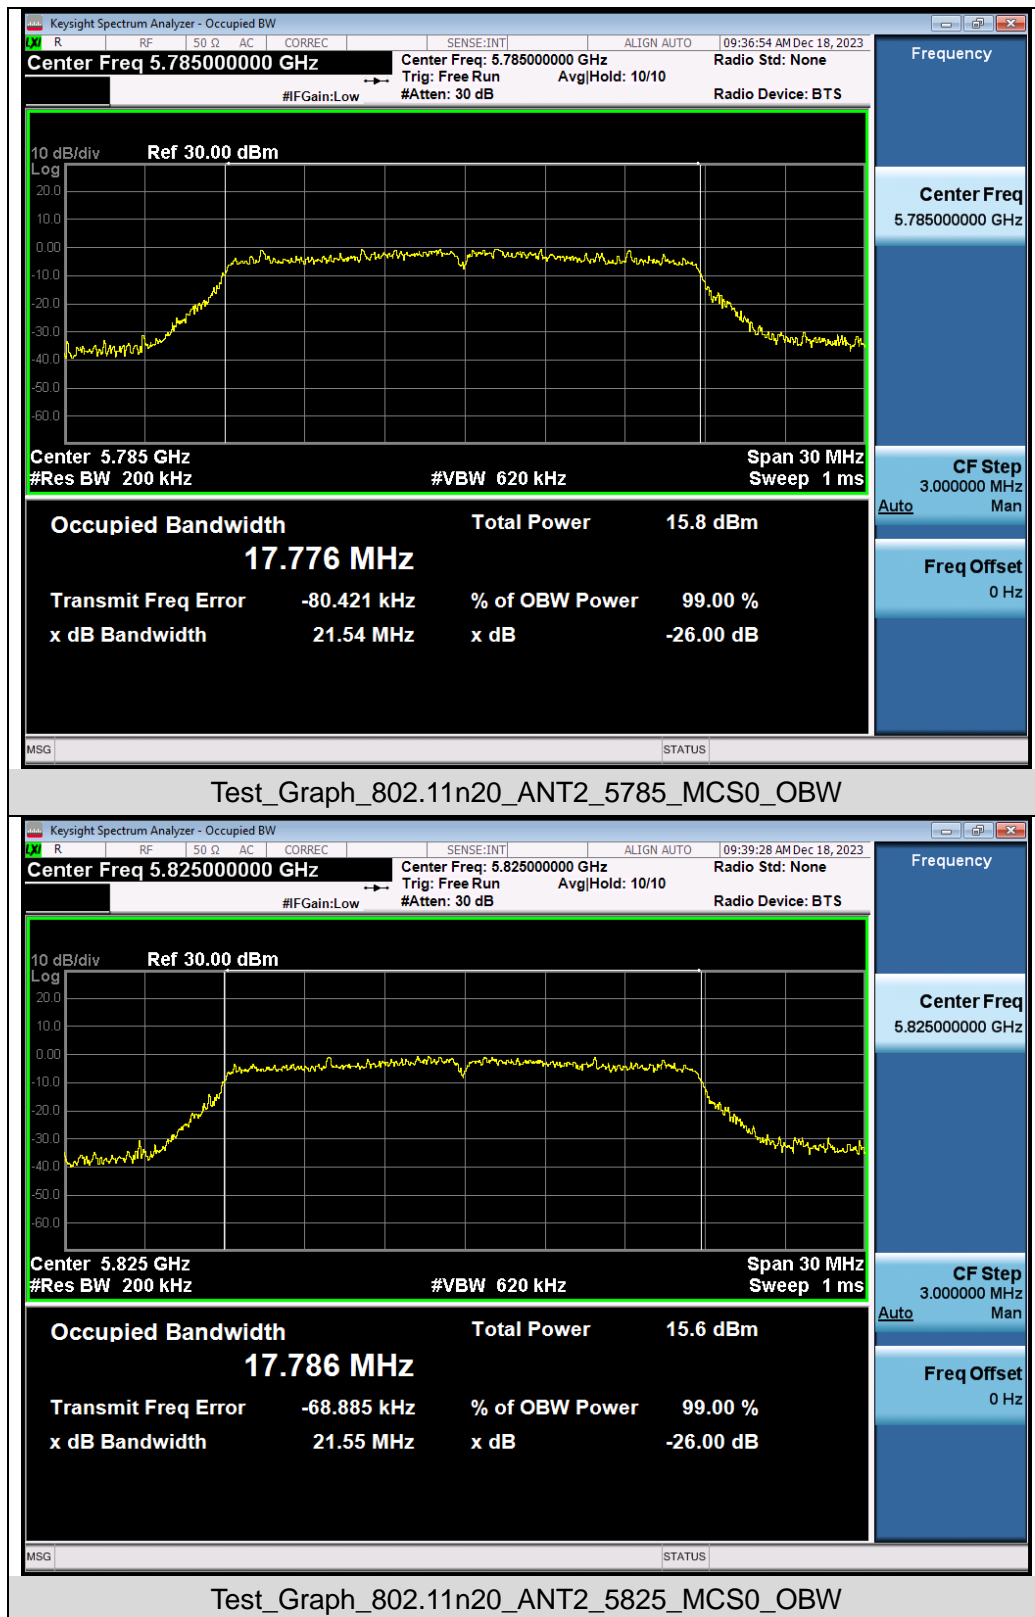 Keysight Spectrum Analyzer - Occupied BW
LXI R RF 50 Ω AC CORREC SENSE:INT ALIGN AUTO 09:36:54 AM Dec 18, 2023
Center Freq 5.785000000 GHz
Center Freq: 5.785000000 GHz
Radio Std: None
Trig: Free Run Avg|Hold: 10/10
#IFGain:Low
#Atten: 30 dB
Radio Device: BTS
Frequency
10 dB/div Ref 30.00 dBm
Log
20.0
10.0
0.00
-10.0
-20.0
-30.0
-40.0
-50.0
-60.0
Center Freq
5.785000000 GHz
Center 5.785 GHz Span 30 MHz
#Res BW 200 kHz #VBW 620 kHz Sweep 1 ms
CF Step
3.000000 MHz
Auto Man
Freq Offset
0 Hz
Occupied Bandwidth Total Power 15.8 dBm
17.776 MHz
Transmit Freq Error -80.421 kHz % of OBW Power 99.00 %
x dB Bandwidth 21.54 MHz x dB -26.00 dB
MSG STATUS
Test_Graph_802.11n20_ANT2_5785_MCS0_OBW
Keysight Spectrum Analyzer - Occupied BW
LXI R RF 50 Ω AC CORREC SENSE:INT ALIGN AUTO 09:39:28 AM Dec 18, 2023
Center Freq 5.825000000 GHz
Center Freq: 5.825000000 GHz
Radio Std: None
Trig: Free Run Avg|Hold: 10/10
#IFGain:Low
#Atten: 30 dB
Radio Device: BTS
Frequency
10 dB/div Ref 30.00 dBm
Log
20.0
10.0
0.00
-10.0
-20.0
-30.0
-40.0
-50.0
-60.0
Center Freq
5.825000000 GHz
Center 5.825 GHz Span 30 MHz
#Res BW 200 kHz #VBW 620 kHz Sweep 1 ms
CF Step
3.000000 MHz
Auto Man
Freq Offset
0 Hz
Occupied Bandwidth Total Power 15.6 dBm
17.786 MHz
Transmit Freq Error -68.885 kHz % of OBW Power 99.00 %
x dB Bandwidth 21.55 MHz x dB -26.00 dB
MSG STATUS
Test_Graph_802.11n20_ANT2_5825_MCS0_OBW